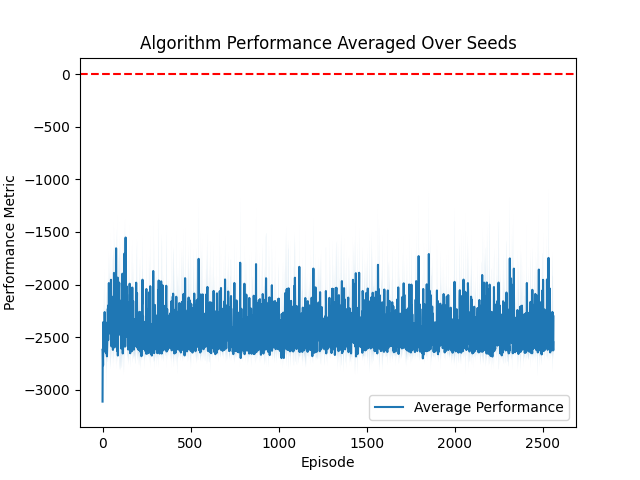 Algorithm Performance Averaged Over Seeds
0
−500
−1000
−1500
−2000
−2500
−3000
Performance Metric
Average Performance
0 500 1000 1500 2000 2500
Episode